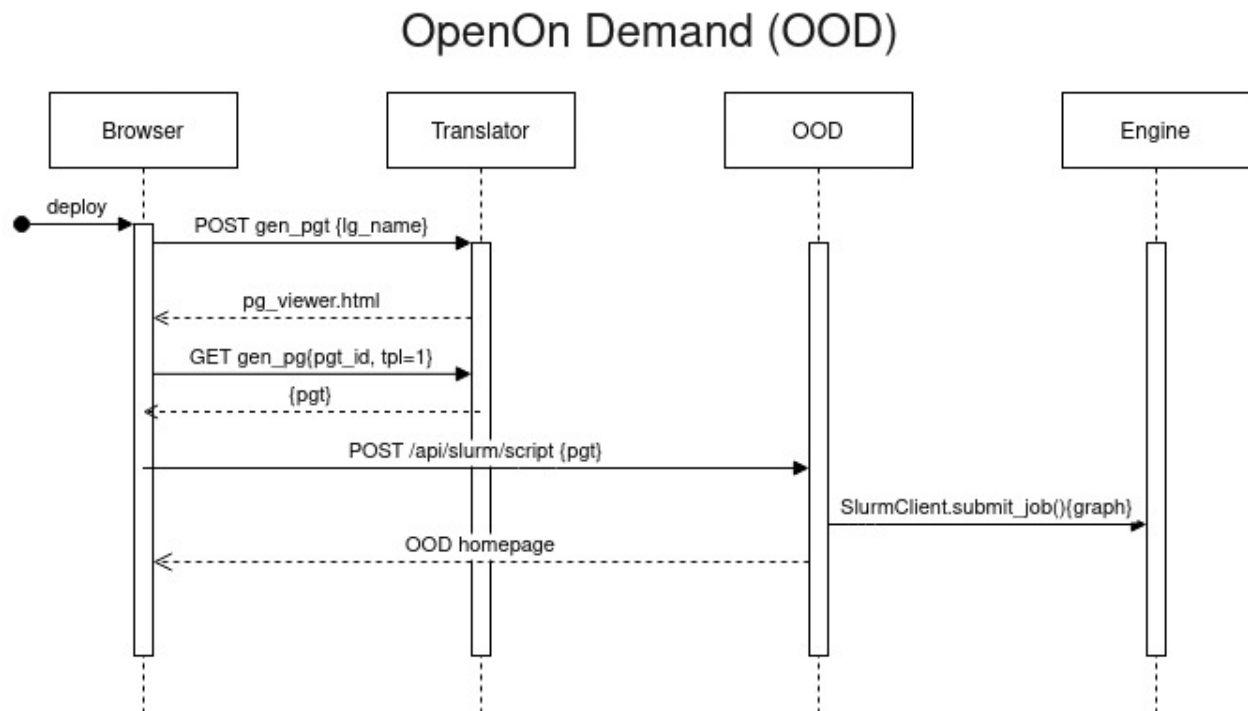 OpenOn Demand (OOD)
Browser
Translator
OOD
Engine
deploy
POST gen_pgt {lg_name}
pg_viewer.html
GET gen_pg{pgt_id, tpl=1}
{pgt}
POST /api/slurm/script {pgt}
SlurmClient.submit_job(){graph}
OOD homepage